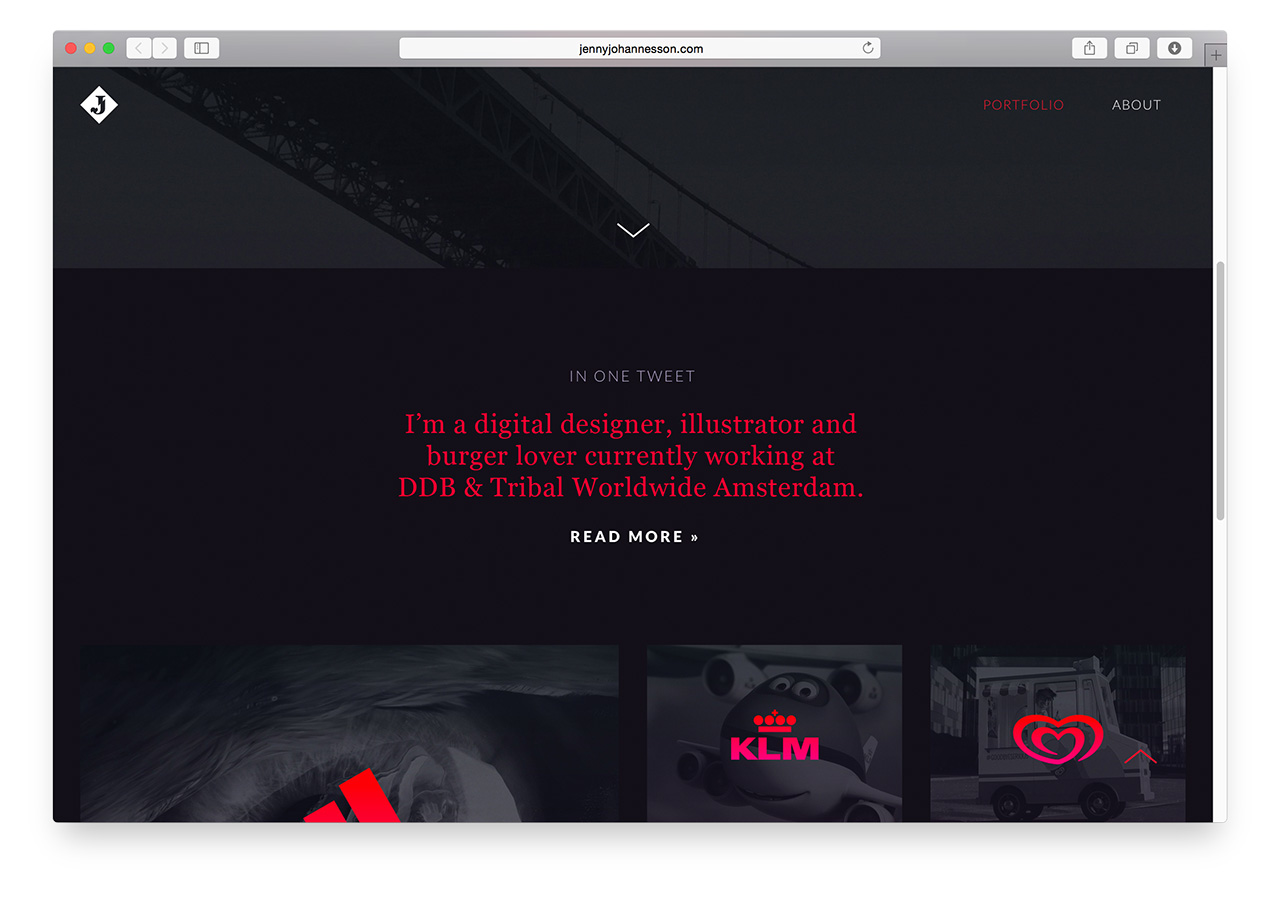 jennyjohannesson.com
J
PORTFOLIO
ABOUT
IN ONE TWEET
I’m a digital designer, illustrator and
burger lover currently working at
DDB & Tribal Worldwide Amsterdam.
READ MORE »
KLM